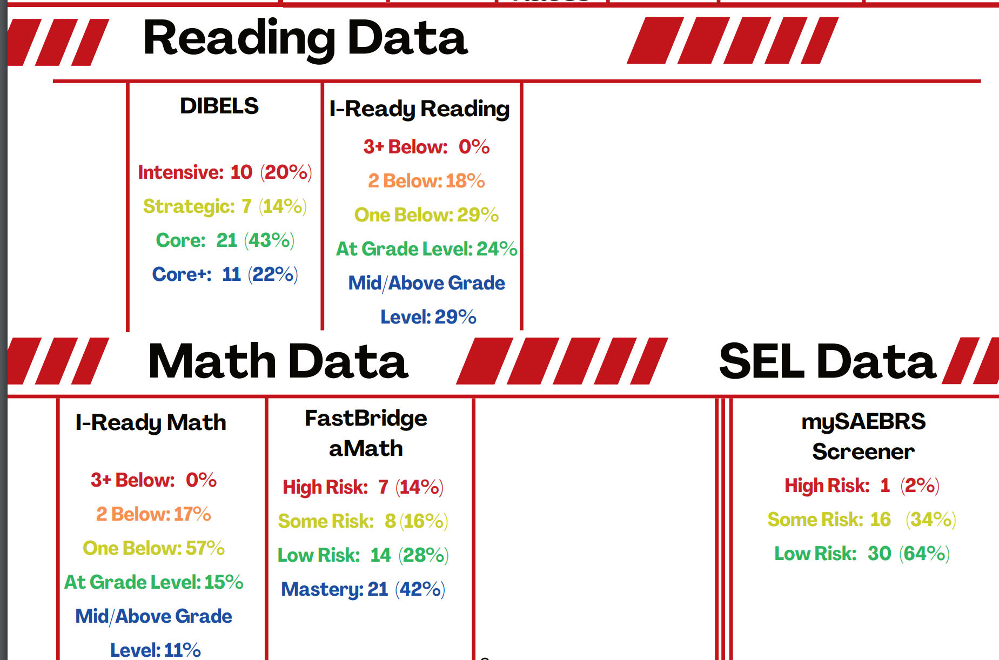 Reading Data
DIBELS
Intensive: 10 (20%)
Strategic: 7 (14%)
Core: 21 (43%)
Core+: 11 (22%)
I-Ready Reading
3+ Below: 0%
2 Below: 18%
One Below: 29%
At Grade Level: 24%
Mid/Above Grade
Level: 29%
Math Data
I-Ready Math
3+ Below: 0%
2 Below: 17%
One Below: 57%
At Grade Level: 15%
Mid/Above Grade
Level: 11%
FastBridge
aMath
High Risk: 7 (14%)
Some Risk: 8 (16%)
Low Risk: 14 (28%)
Mastery: 21 (42%)
SEL Data
mySAEBRS
Screener
High Risk: 1 (2%)
Some Risk: 16 (34%)
Low Risk: 30 (64%)